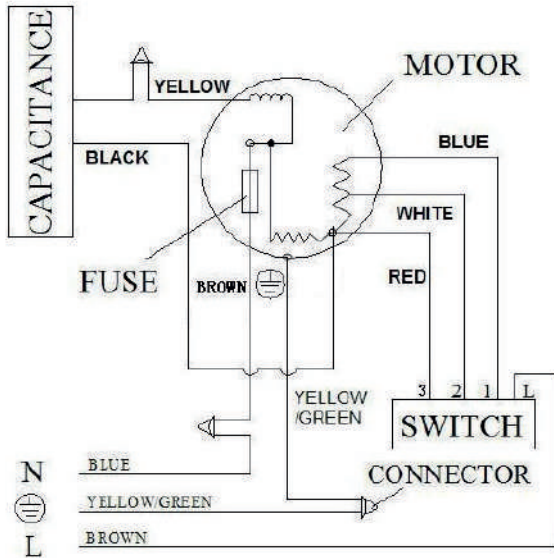 CAPACITANCE
YELLOW
MOTOR
BLACK
BLUE
WHITE
FUSE
BROWN
RED
YELLOW
/GREEN
3 2 1 L
SWITCH
CONNECTOR
N BLUE
YELLOW/GREEN
L BROWN